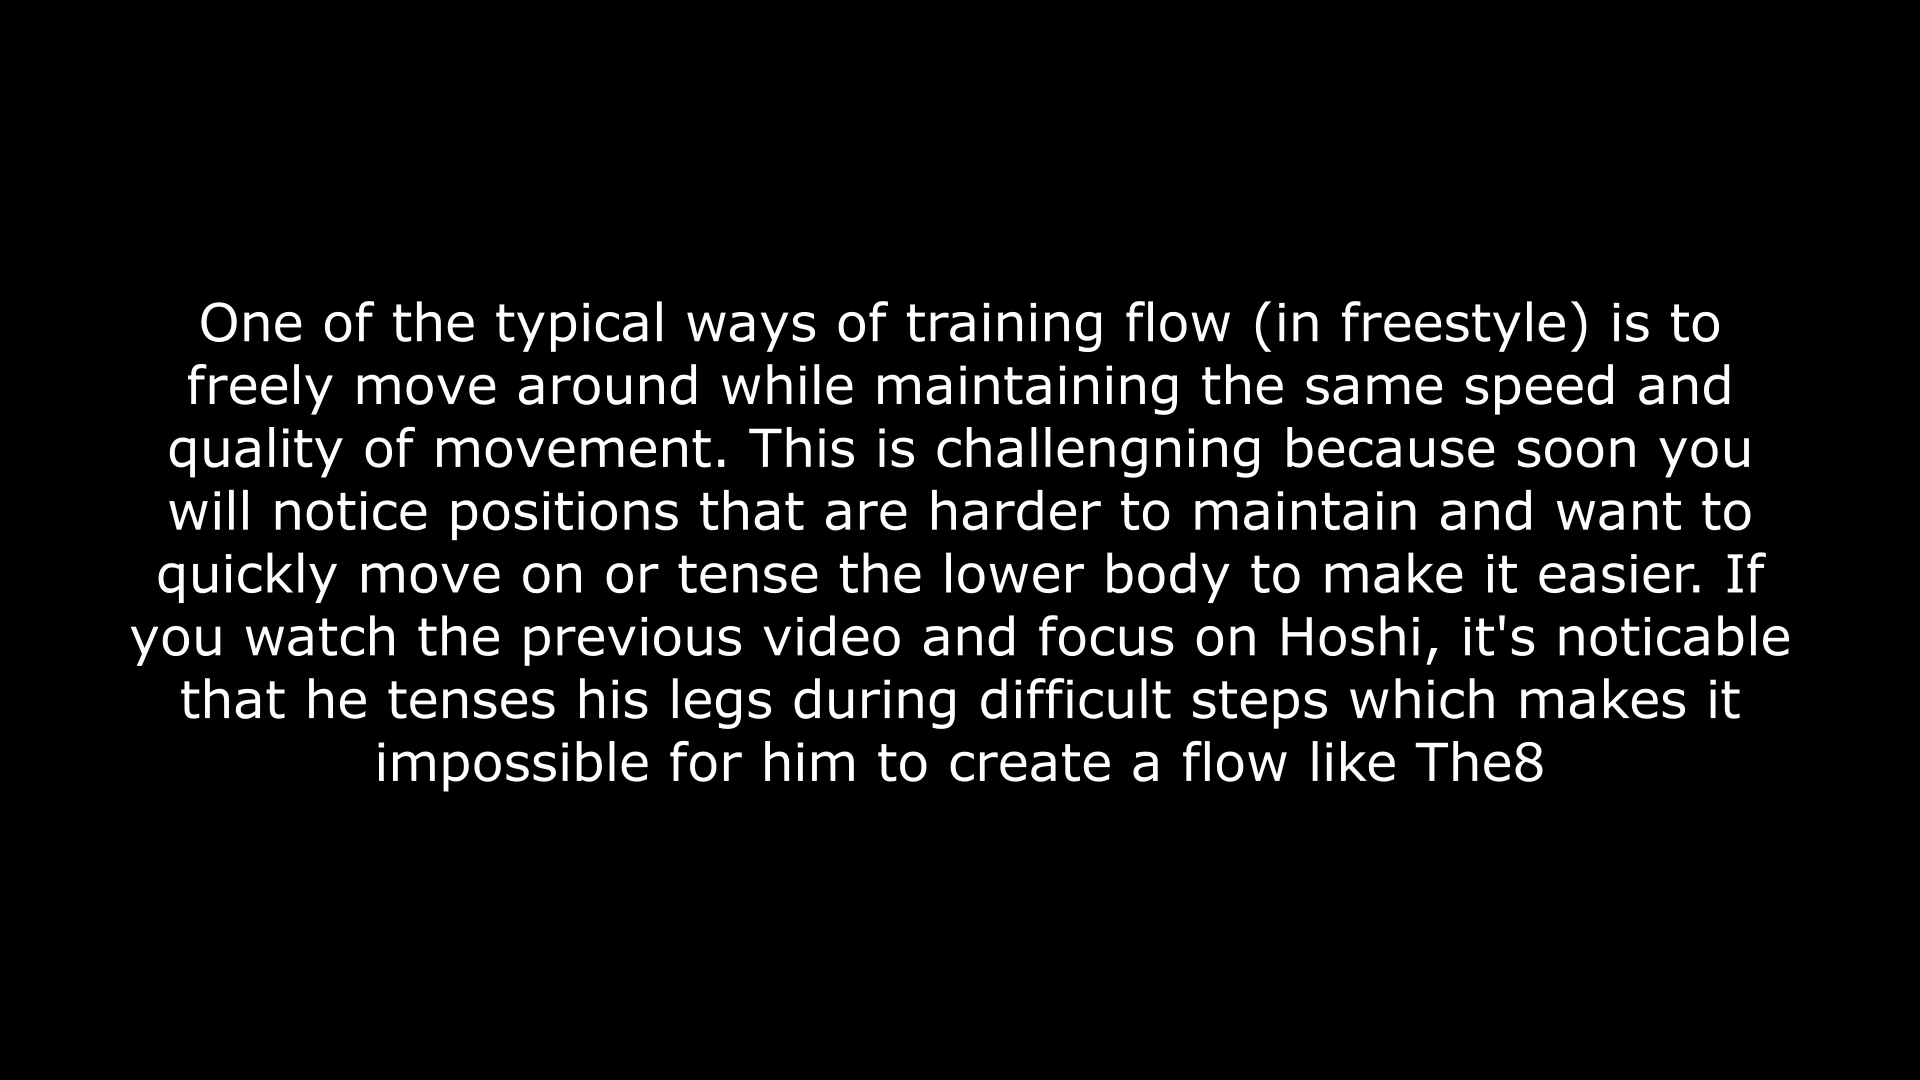 One of the typical ways of training flow (in freestyle) is to
freely move around while maintaining the same speed and
quality of movement. This is challengning because soon you
will notice positions that are harder to maintain and want to
quickly move on or tense the lower body to make it easier. If
you watch the previous video and focus on Hoshi, it's noticable
that he tenses his legs during difficult steps which makes it
impossible for him to create a flow like The8